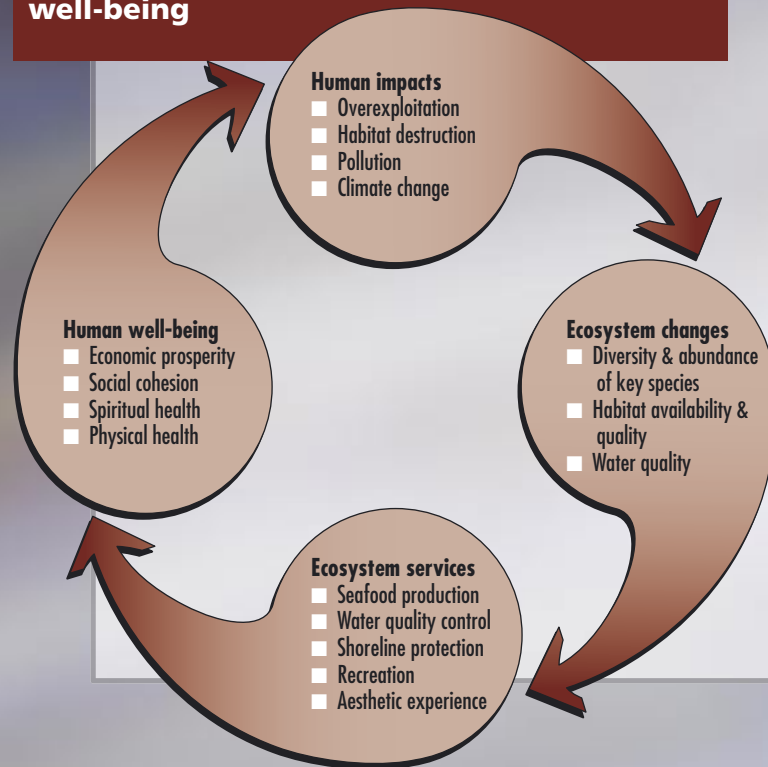 well-being
Human impacts
Overexploitation
Habitat destruction
Pollution
Climate change
Human well-being
Economic prosperity
Social cohesion
Spiritual health
Physical health
Ecosystem changes
Diversity & abundance
of key species
Habitat availability &
quality
Water quality
Ecosystem services
Seafood production
Water quality control
Shoreline protection
Recreation
Aesthetic experience